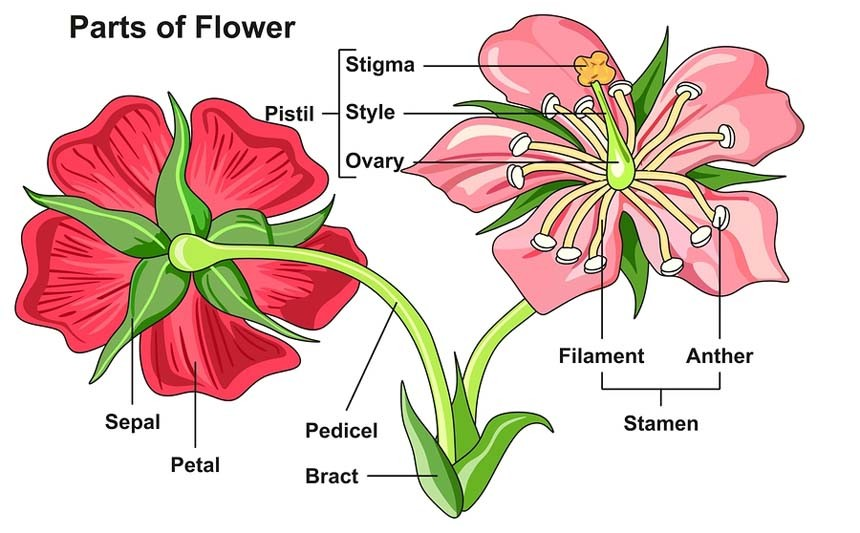 Parts of Flower
Stigma
Pistil
Style
Ovary
Filament
Anther
Stamen
Sepal
Pedicel
Petal
Bract